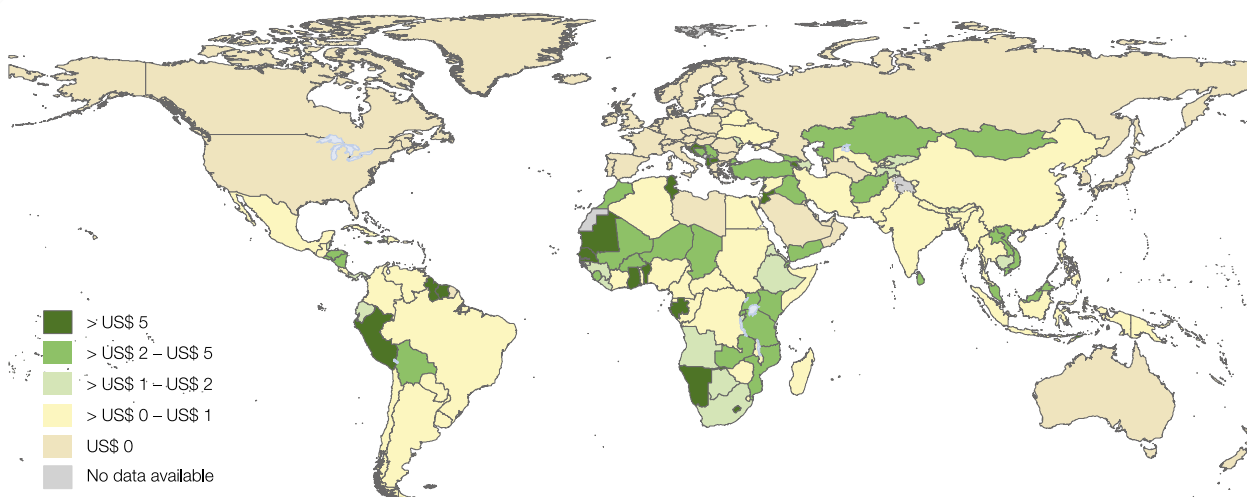 > US$ 5
> US$ 2 – US$ 5
> US$ 1 – US$ 2
> US$ 0 – US$ 1
US$ 0
No data available